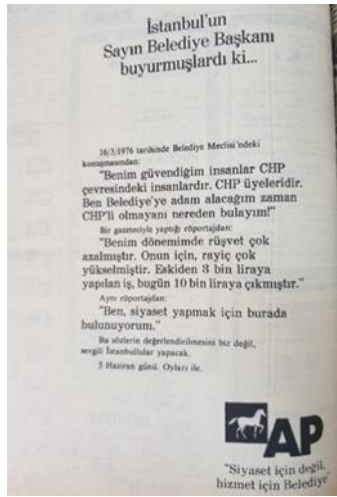 İstanbul'un
Sayın Belediye Başkanı
buyurmuşlardı ki...
16/3/1976 tarihinde Belediye Meclisi'ndeki
konuşmasından:
"Benim güvendiğim insanlar CHP
çevresindeki insanlardır. CHP üyeleridir.
Ben Belediye'ye adam alacağım zaman
CHP'li olmayanı nereden bulayım!"
Bir gazeteciyle yaptığı röportajdan:
"Benim dönemimde rüşvet çok
azalmıştır. Onun için, rayiç çok
yükselmiştir. Eskiden 3 bin liraya
yapılan iş, bugün 10 bin liraya çıkmıştır."
Aynı röportajdan:
"Ben, siyaset yapmak için burada
bulunuyorum."
Bu sözlerin değerlendirilmesini biz değil,
sevgili İstanbullular yapacak.
5 Haziran günü. Oyları ile.
AP
"Siyaset için değil,
hizmet için Belediye"